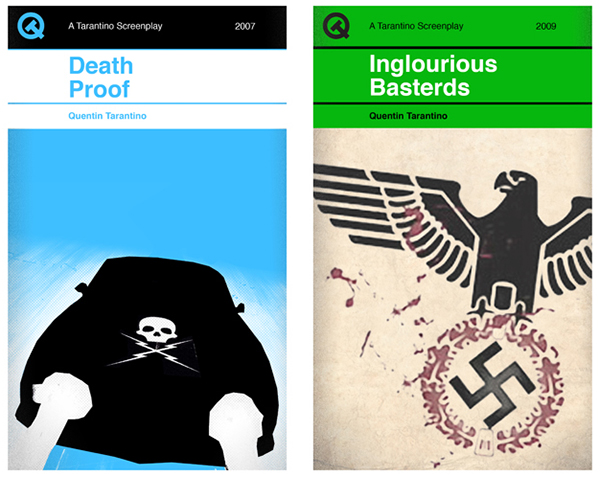 A Tarantino Screenplay 2007
Death
Proof
Quentin Tarantino
A Tarantino Screenplay 2009
Inglourious
Basterds
Quentin Tarantino